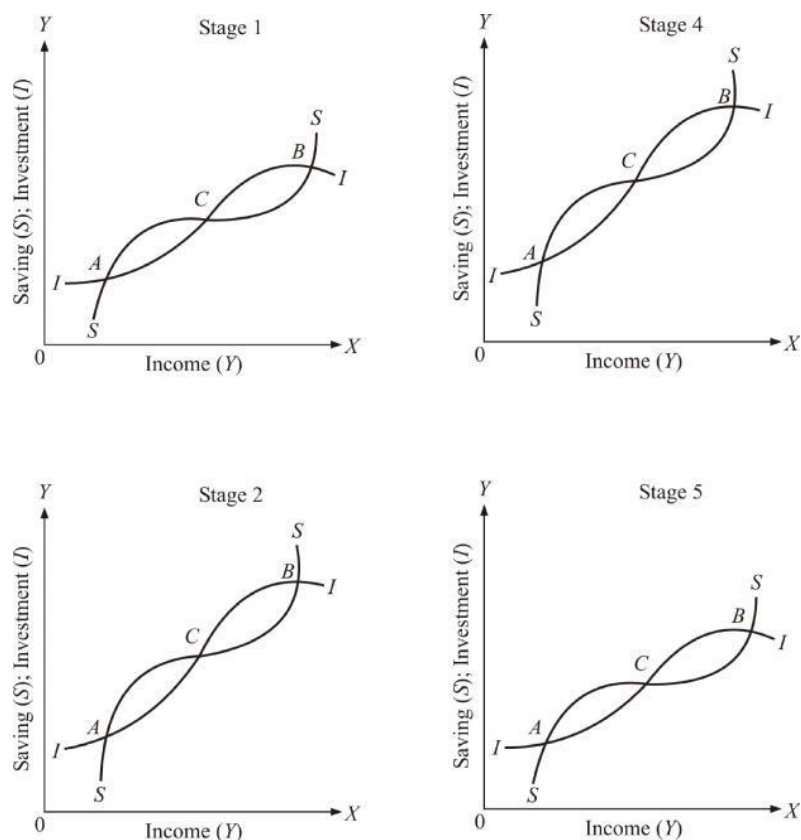 Stage 1
Y
Saving (S); Investment (I)
S
B
I
C
A
I
S
0
Income (Y)
X
Stage 4
Y
Saving (S); Investment (I)
S
B
I
C
A
I
S
0
Income (Y)
X
Stage 2
Y
Saving (S); Investment (I)
S
B
I
C
A
I
S
0
Income (Y)
X
Stage 5
Y
Saving (S); Investment (I)
S
B
I
C
A
I
S
0
Income (Y)
X